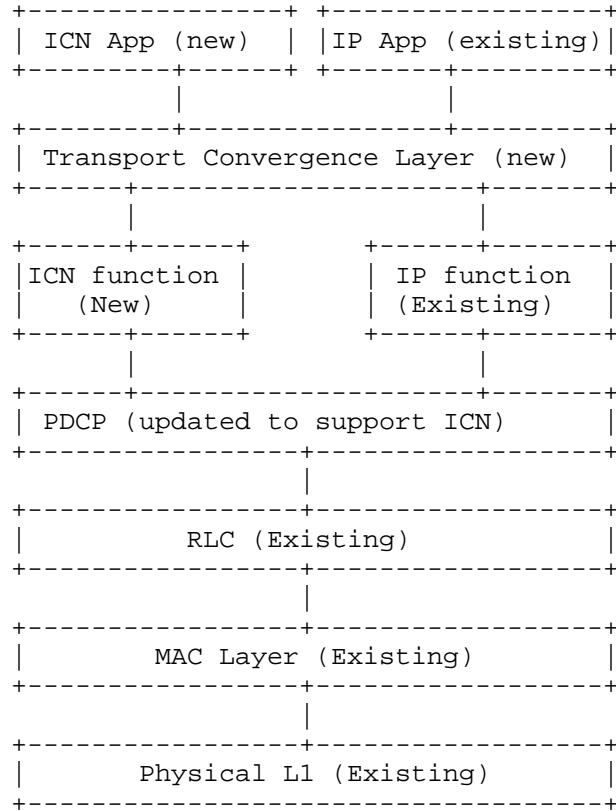 ICN App (new) IP App (existing)
Transport Convergence Layer (new)
ICN function IP function
(New) (Existing)
PDCP (updated to support ICN)
RLC (Existing)
MAC Layer (Existing)
Physical L1 (Existing)